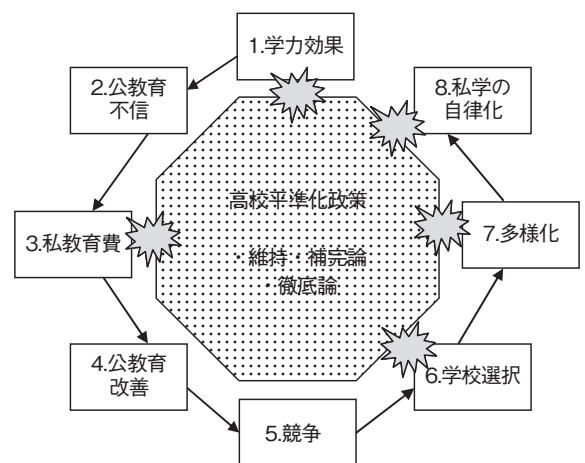 1.学力効果
2.公教育
不信
3.私教育費
4.公教育
改善
5.競争
6.学校選択
7.多様化
8.私学の
自律化
高校平準化政策
・維持・補完論
・徹底論